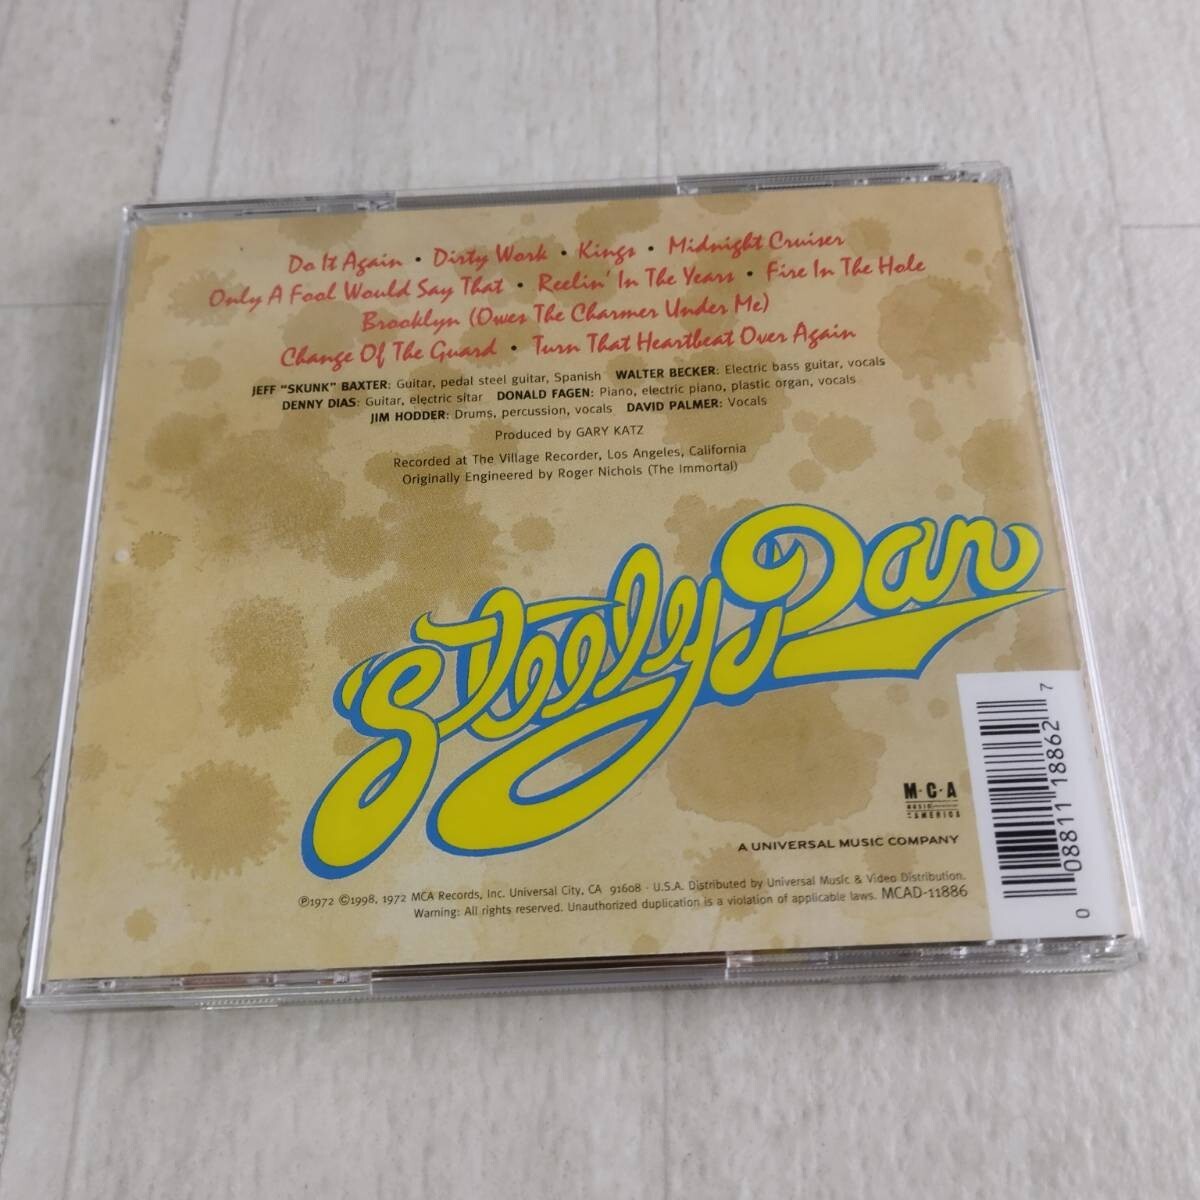 Do It Again • Dirty Work • Kings • Midnight Cruiser
Only A Fool Would Say That • Reelin' In The Years • Fire In The Hole
Brooklyn (Owes The Charmer Under Me)
Change Of The Guard • Turn That Heartbeat Over Again
JEFF "SKUNK" BAXTER: Guitar, pedal steel guitar, Spanish WALTER BECKER: Electric bass guitar, vocals
DENNY DIAS: Guitar, electric sitar DONALD FAGEN: Piano, electric piano, plastic organ, vocals
JIM HODDER: Drums, percussion, vocals DAVID PALMER: Vocals
Produced by GARY KATZ
Recorded at The Village Recorder, Los Angeles, California
Originally Engineered by Roger Nichols (The Immortal)
Steely Dan
M·C·A
MUSIC
AMERICA
A UNIVERSAL MUSIC COMPANY
℗1972 ©1998, 1972 MCA Records, Inc. Universal City, CA 91608 · U.S.A. Distributed by Universal Music & Video Distribution.
Warning: All rights reserved. Unauthorized duplication is a violation of applicable laws. MCAD-11886
0 08811 18862 7